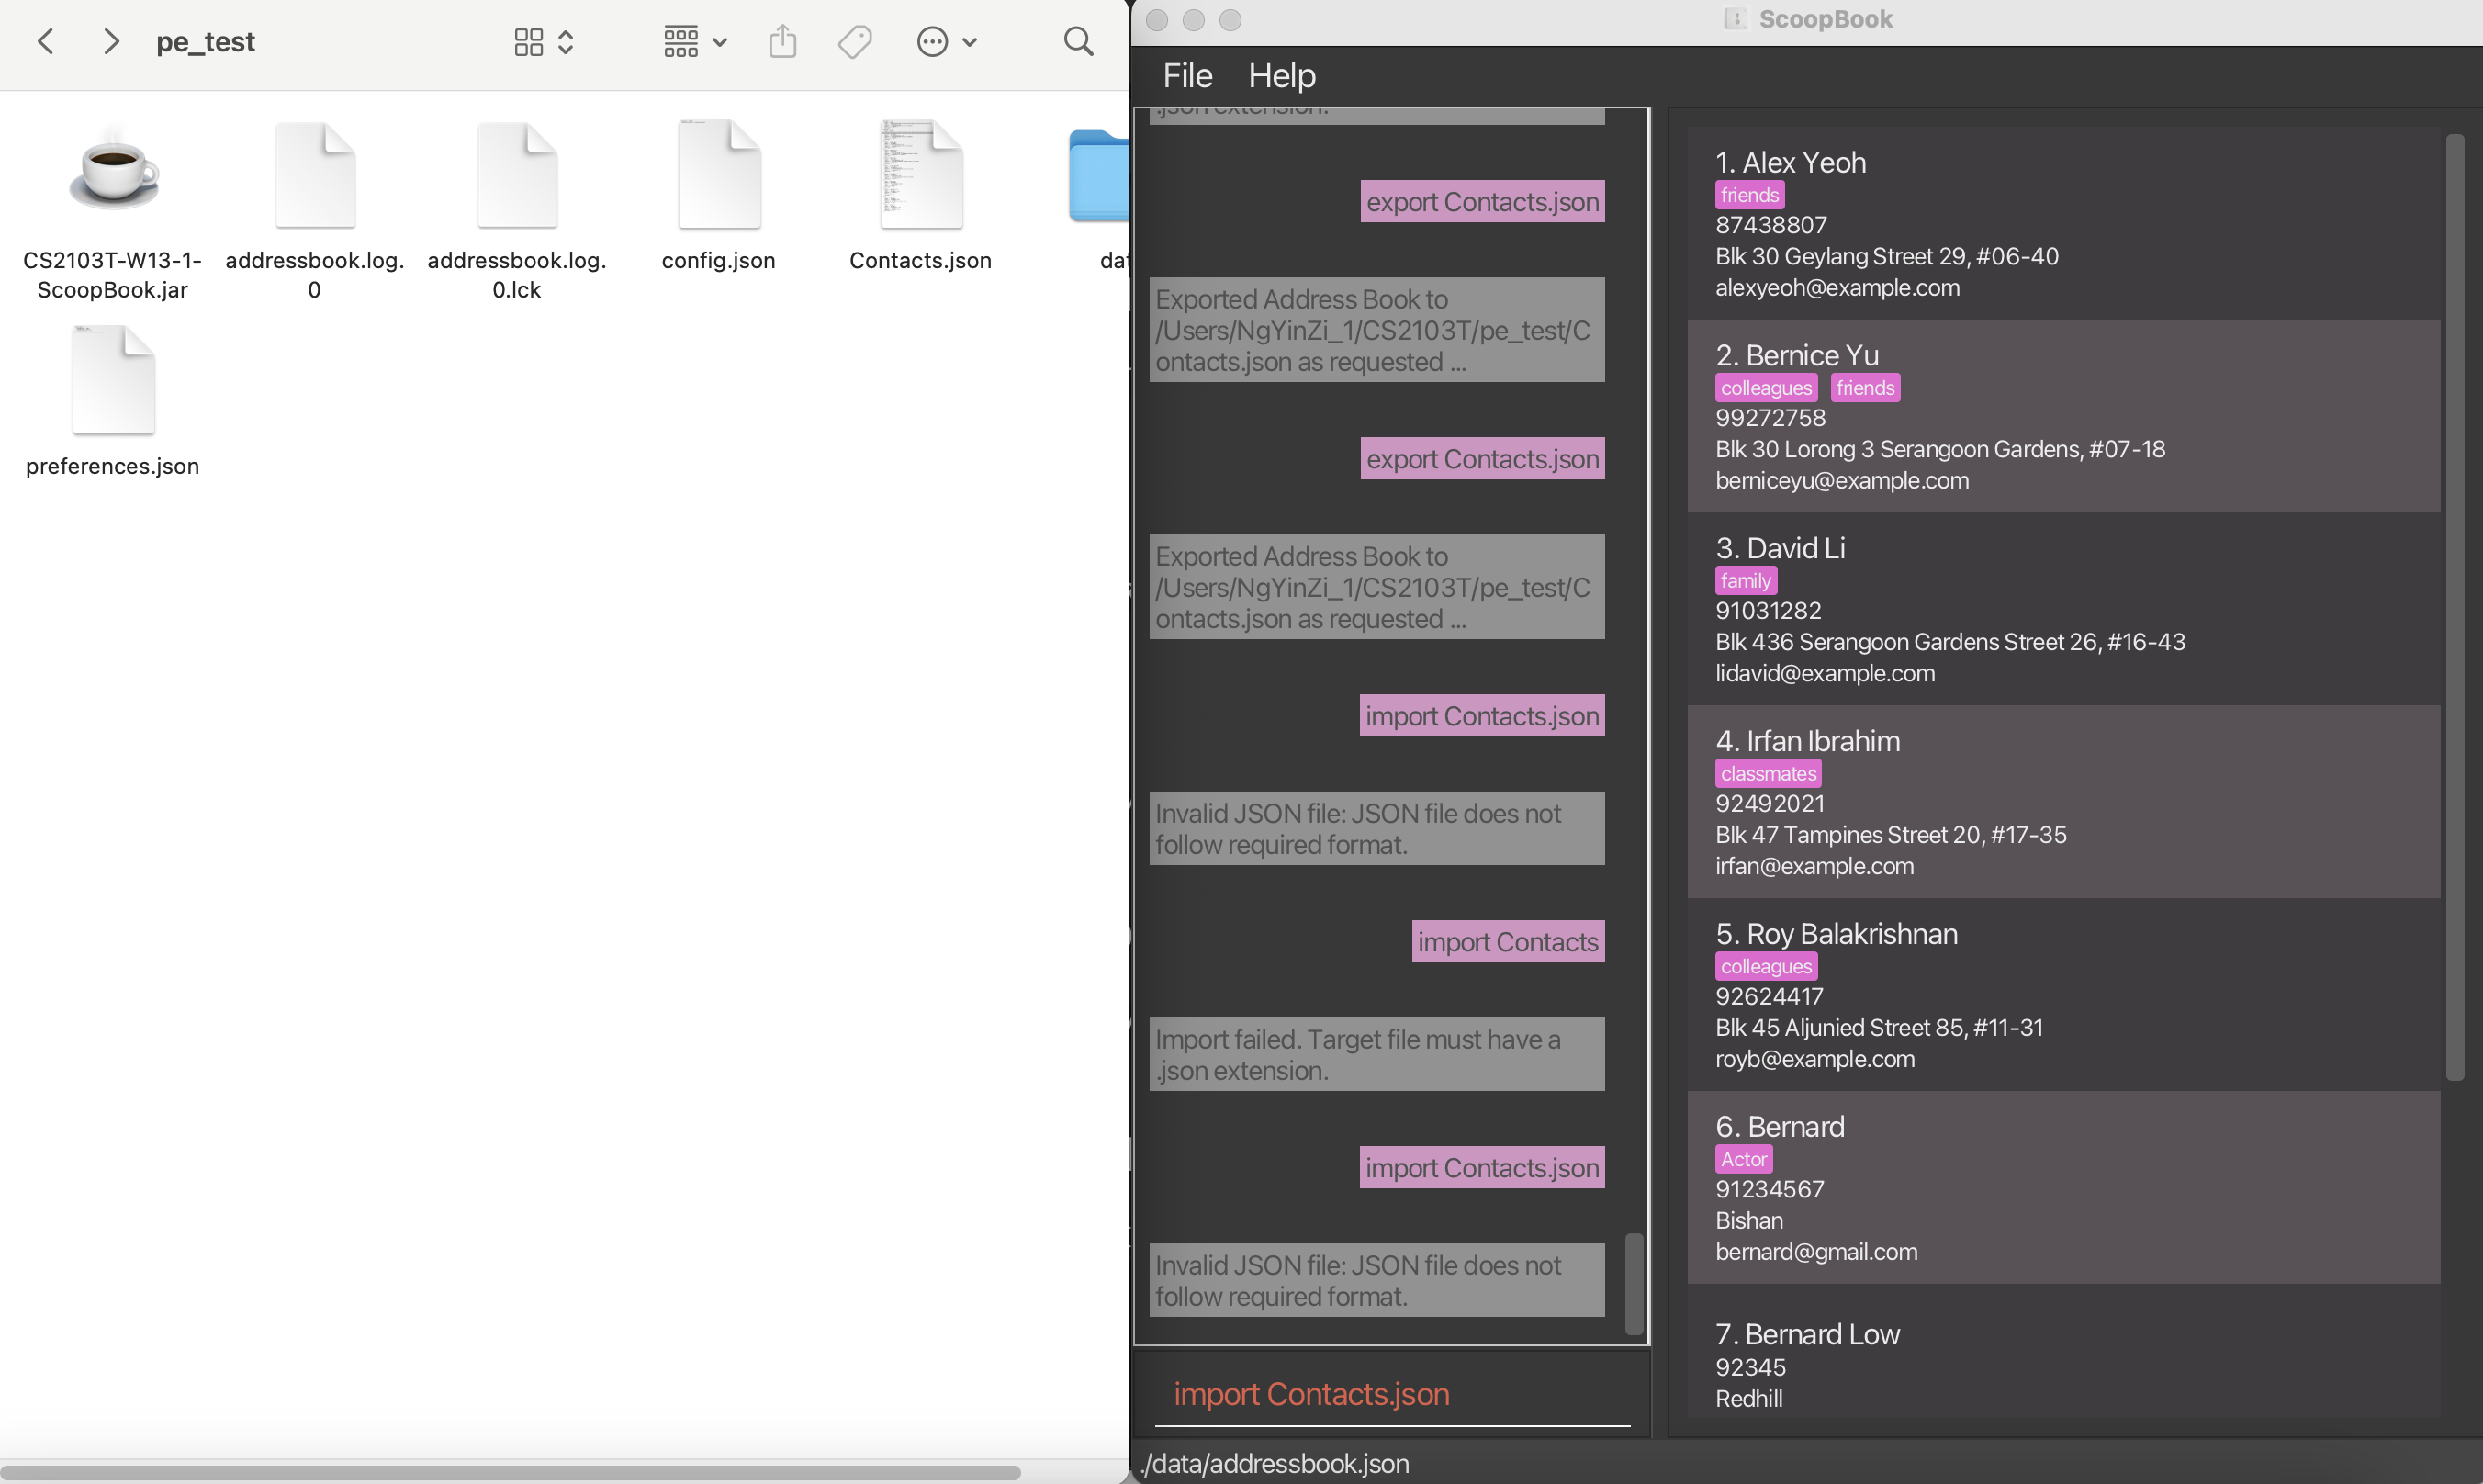 pe_test
CS2103T-W13-1-
ScoopBook.jar
addressbook.log.
0
addressbook.log.
0.lck
config.json
Contacts.json
dat
preferences.json
ScoopBook
File Help
.json extension.
export Contacts.json
Exported Address Book to
/Users/NgYinZi_1/CS2103T/pe_test/C
ontacts.json as requested ...
export Contacts.json
Exported Address Book to
/Users/NgYinZi_1/CS2103T/pe_test/C
ontacts.json as requested ...
import Contacts.json
Invalid JSON file: JSON file does not
follow required format.
import Contacts
Import failed. Target file must have a
.json extension.
import Contacts.json
Invalid JSON file: JSON file does not
follow required format.
import Contacts.json
./data/addressbook.json
1. Alex Yeoh
friends
87438807
Blk 30 Geylang Street 29, #06-40
alexyeoh@example.com
2. Bernice Yu
colleagues friends
99272758
Blk 30 Lorong 3 Serangoon Gardens, #07-18
berniceyu@example.com
3. David Li
family
91031282
Blk 436 Serangoon Gardens Street 26, #16-43
lidavid@example.com
4. Irfan Ibrahim
classmates
92492021
Blk 47 Tampines Street 20, #17-35
irfan@example.com
5. Roy Balakrishnan
colleagues
92624417
Blk 45 Aljunied Street 85, #11-31
royb@example.com
6. Bernard
Actor
91234567
Bishan
bernard@gmail.com
7. Bernard Low
92345
Redhill